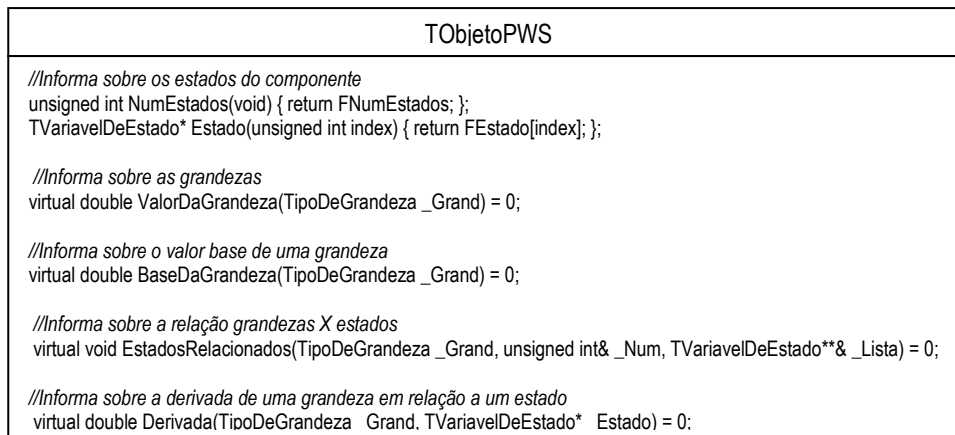 TObjetoPWS
//Informa sobre os estados do componente
unsigned int NumEstados(void) { return FNumEstados; };
TVariavelDeEstado* Estado(unsigned int index) { return FEstado[index]; };
//Informa sobre as grandezas
virtual double ValorDaGrandeza(TipoDeGrandeza _Grand) = 0;
//Informa sobre o valor base de uma grandeza
virtual double BaseDaGrandeza(TipoDeGrandeza _Grand) = 0;
//Informa sobre a relação grandezas X estados
virtual void EstadosRelacionados(TipoDeGrandeza _Grand, unsigned int& _Num, TVariavelDeEstado**& _Lista) = 0;
//Informa sobre a derivada de uma grandeza em relação a um estado
virtual double Derivada(TipoDeGrandeza _Grand, TVariavelDeEstado* _Estado) = 0;